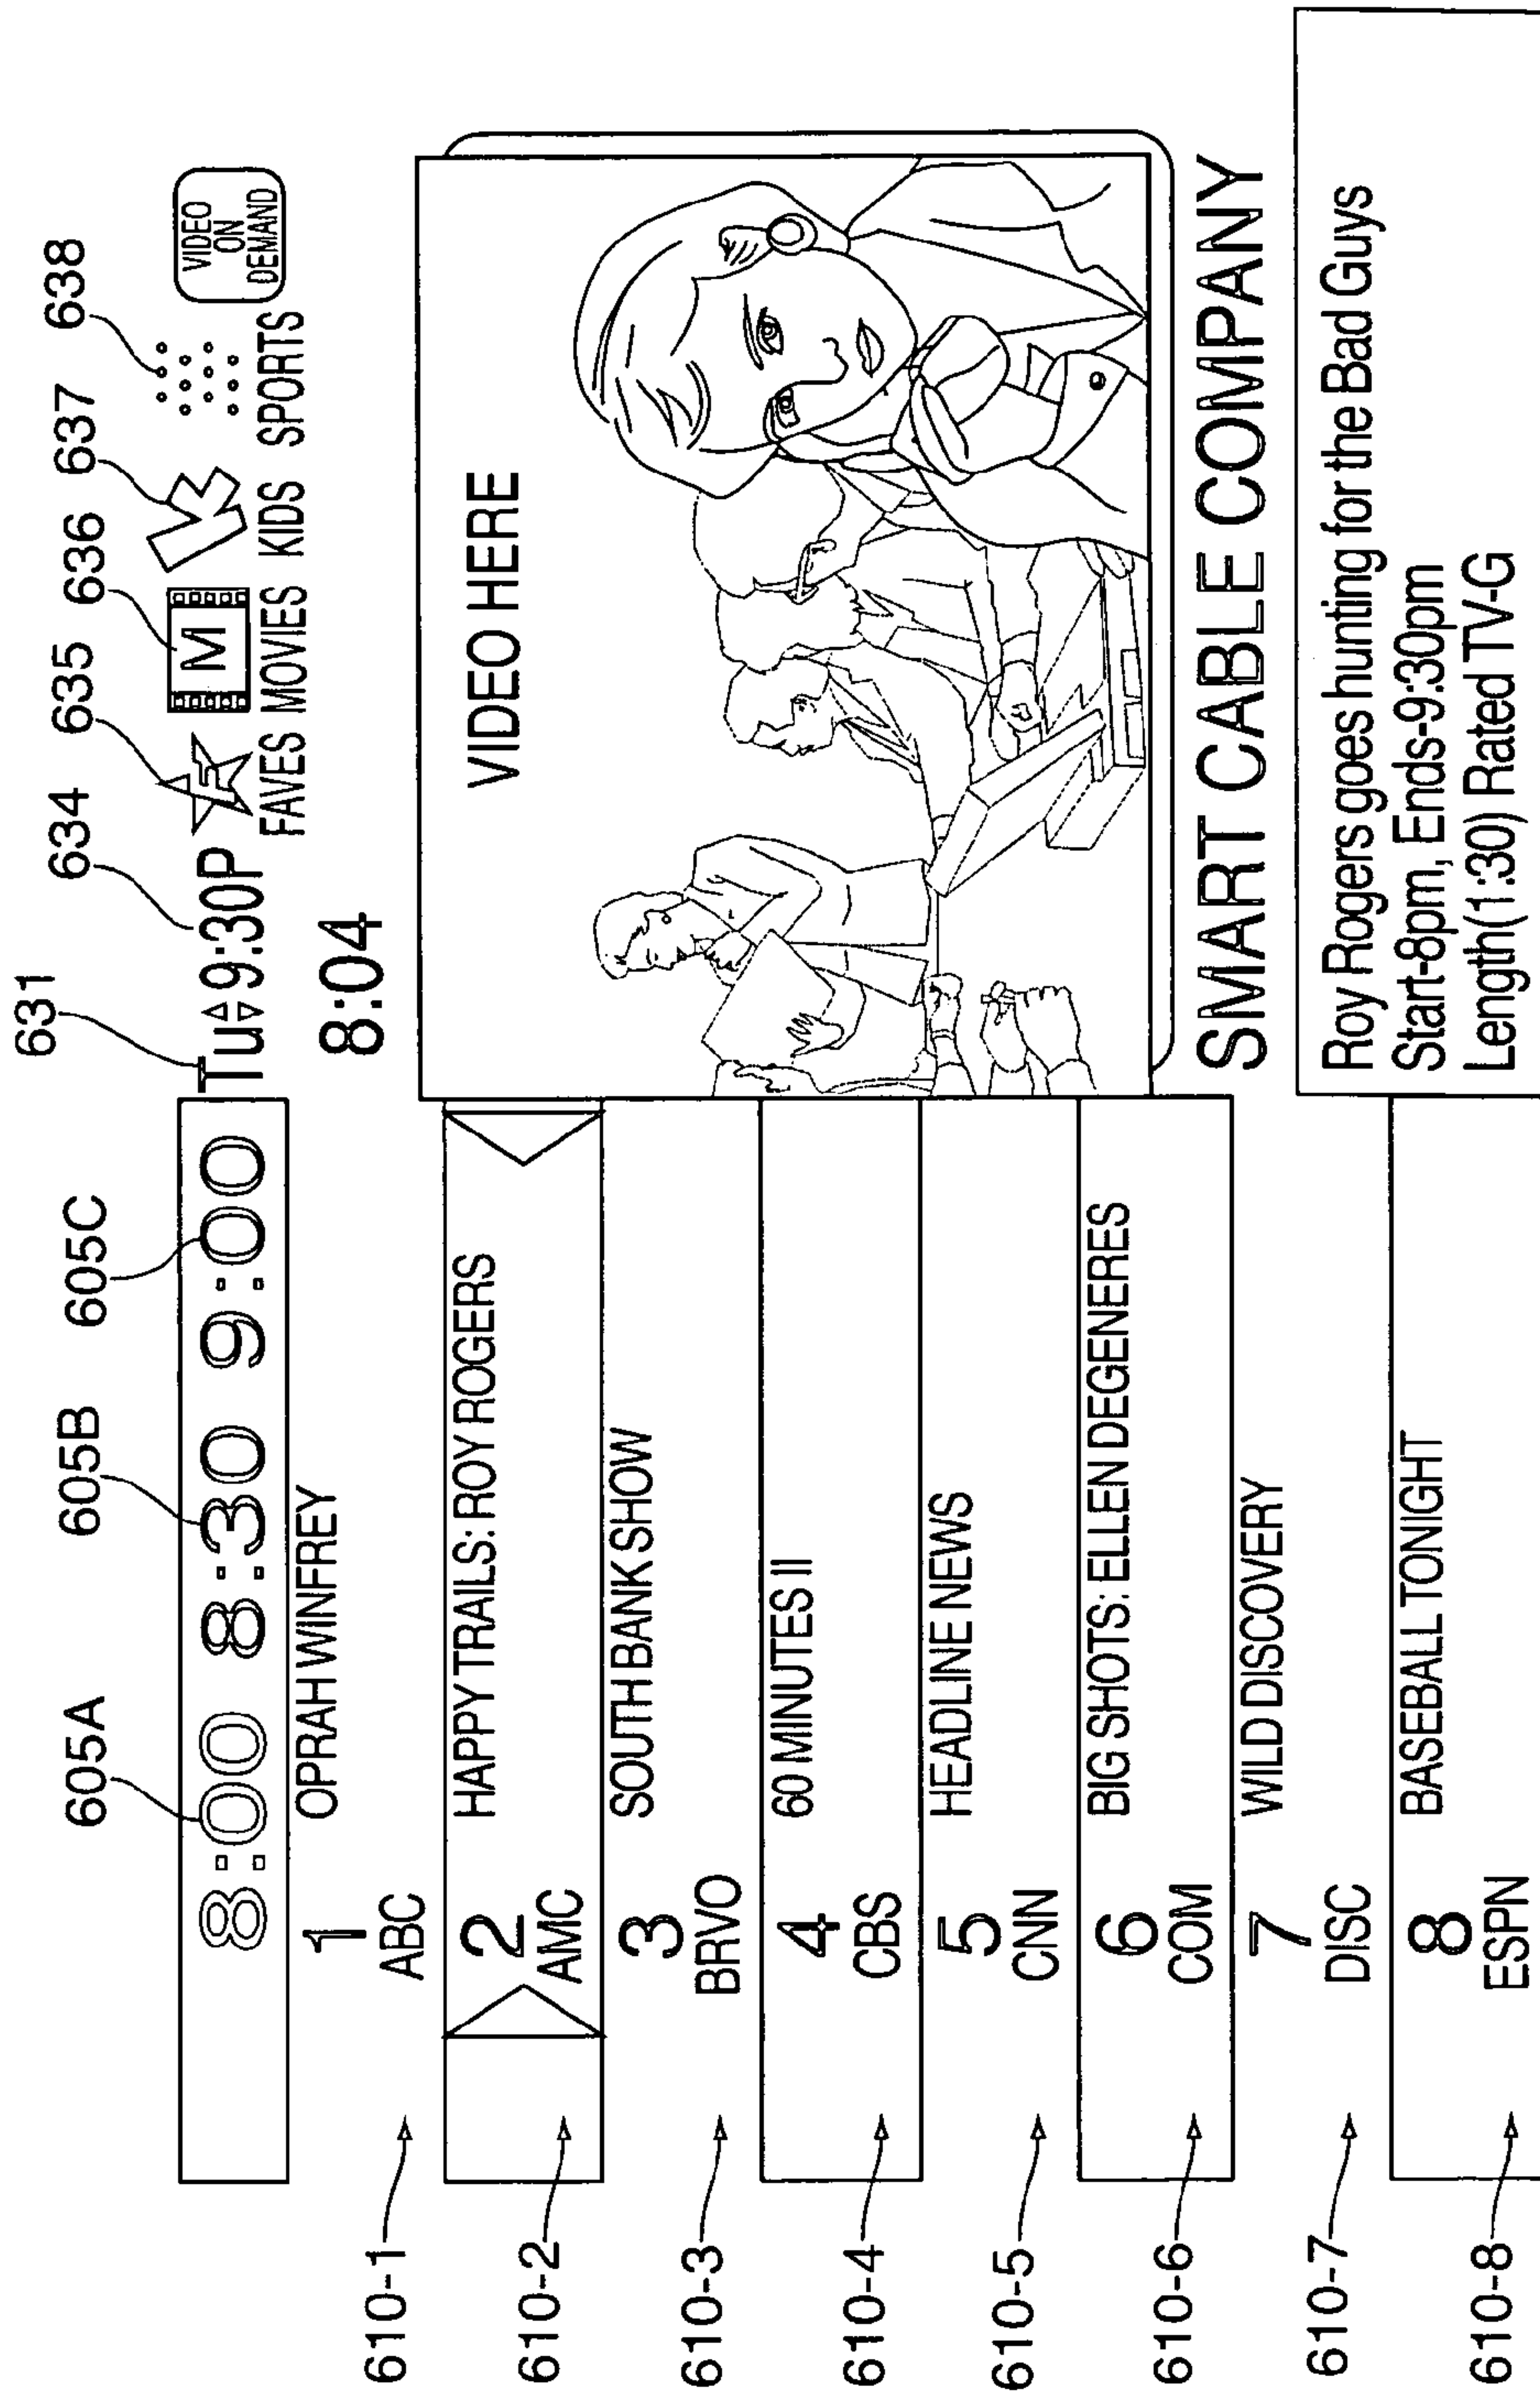 631 634 635 636 637 638
605A 605B 605C
8:00 8:30 9:00
Tu 9:30P
F M
VIDEO
ON
DEMAND
FAVES MOVIES KIDS SPORTS
8:04
610-1
1
ABC
OPRAH WINFREY
610-2
2
AMC
HAPPY TRAILS: ROY ROGERS
610-3
3
BRVO
SOUTH BANK SHOW
610-4
4
CBS
60 MINUTES II
610-5
5
CNN
HEADLINE NEWS
610-6
6
COM
BIG SHOTS: ELLEN DEGENERES
610-7
7
DISC
WILD DISCOVERY
610-8
8
ESPN
BASEBALL TONIGHT
VIDEO HERE
SMART CABLE COMPANY
Roy Rogers goes hunting for the Bad Guys
Start-8pm, Ends-9:30pm
Length(1:30) Rated TV-G